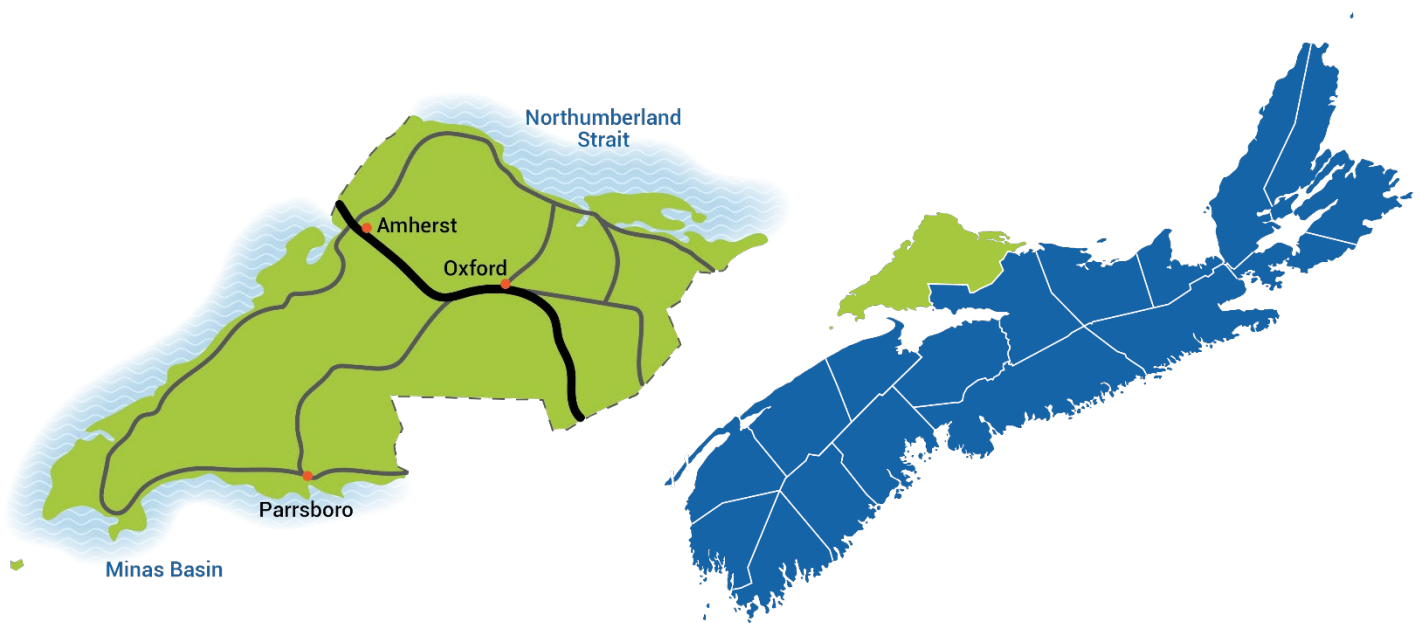 Northumberland
Strait
Amherst
Oxford
Parrsboro
Minas Basin